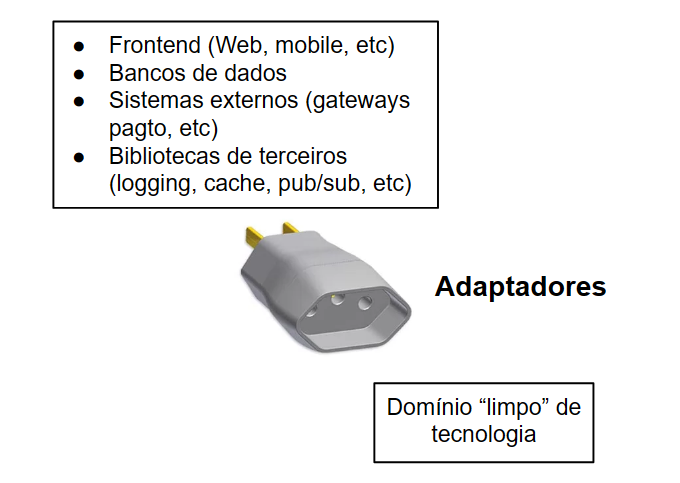 ● Frontend (Web, mobile, etc)
● Bancos de dados
● Sistemas externos (gateways
pagto, etc)
● Bibliotecas de terceiros
(logging, cache, pub/sub, etc)
Adaptadores
Domínio “limpo” de
tecnologia